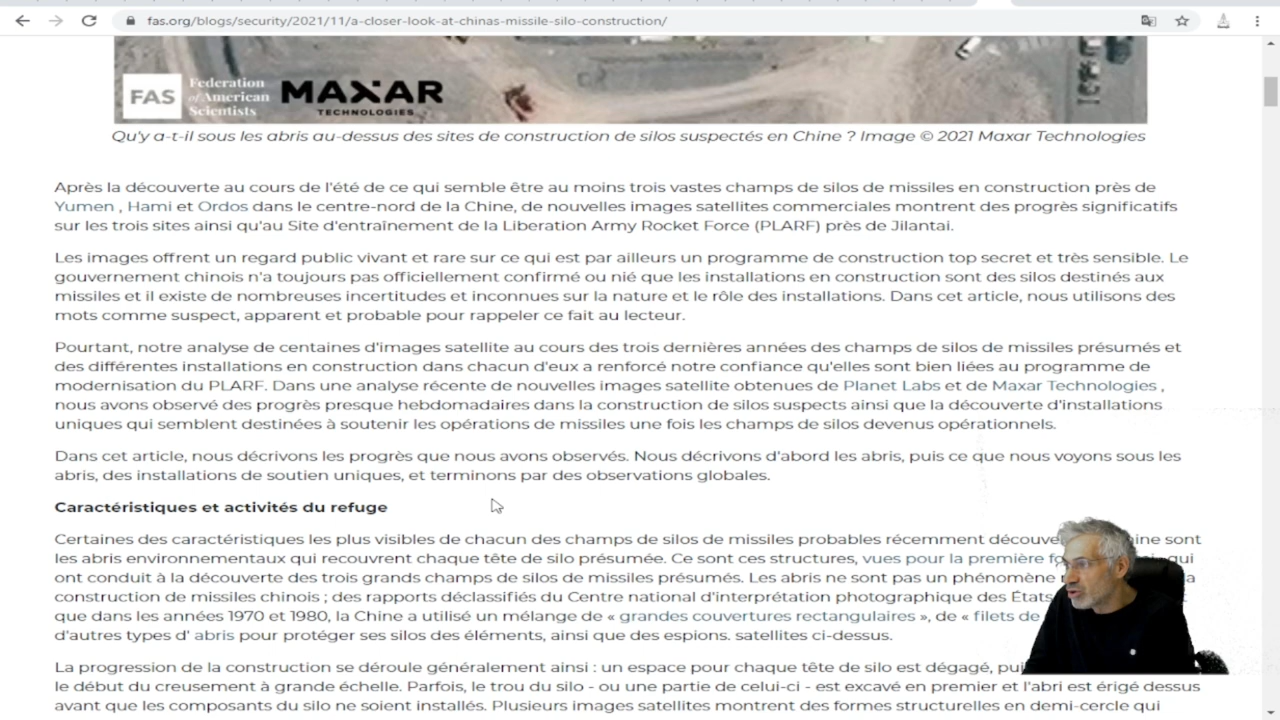 fas.org/blogs/security/2021/11/a-closer-look-at-chinas-missile-silo-construction/
FAS Federation of American Scientists MAXAR TECHNOLOGIES
Qu'y a-t-il sous les abris au-dessus des sites de construction de silos suspectés en Chine ? Image © 2021 Maxar Technologies
Après la découverte au cours de l'été de ce qui semble être au moins trois vastes champs de silos de missiles en construction près de
Yumen , Hami et Ordos dans le centre-nord de la Chine, de nouvelles images satellites commerciales montrent des progrès significatifs
sur les trois sites ainsi qu'au Site d'entraînement de la Liberation Army Rocket Force (PLARF) près de Jilantai.
Les images offrent un regard public vivant et rare sur ce qui est par ailleurs un programme de construction top secret et très sensible. Le
gouvernement chinois n'a toujours pas officiellement confirmé ou nié que les installations en construction sont des silos destinés aux
missiles et il existe de nombreuses incertitudes et inconnues sur la nature et le rôle des installations. Dans cet article, nous utilisons des
mots comme suspect, apparent et probable pour rappeler ce fait au lecteur.
Pourtant, notre analyse de centaines d'images satellite au cours des trois dernières années des champs de silos de missiles présumés et
des différentes installations en construction dans chacun d'eux a renforcé notre confiance qu'elles sont bien liées au programme de
modernisation du PLARF. Dans une analyse récente de nouvelles images satellite obtenues de Planet Labs et de Maxar Technologies ,
nous avons observé des progrès presque hebdomadaires dans la construction de silos suspects ainsi que la découverte d'installations
uniques qui semblent destinées à soutenir les opérations de missiles une fois les champs de silos devenus opérationnels.
Dans cet article, nous décrivons les progrès que nous avons observés. Nous décrivons d'abord les abris, puis ce que nous voyons sous les
abris, des installations de soutien uniques, et terminons par des observations globales.
Caractéristiques et activités du refuge
Certaines des caractéristiques les plus visibles de chacun des champs de silos de missiles probables récemment découve ine sont
les abris environnementaux qui recouvrent chaque tête de silo présumée. Ce sont ces structures, vues pour la première fo qui
ont conduit à la découverte des trois grands champs de silos de missiles présumés. Les abris ne sont pas un phénomène la
construction de missiles chinois ; des rapports déclassifiés du Centre national d'interprétation photographique des États
que dans les années 1970 et 1980, la Chine a utilisé un mélange de « grandes couvertures rectangulaires », de « filets de
d'autres types d' abris pour protéger ses silos des éléments, ainsi que des espions. satellites ci-dessus.
La progression de la construction se déroule généralement ainsi : un espace pour chaque tête de silo est dégagé, pui
le début du creusement à grande échelle. Parfois, le trou du silo - ou une partie de celui-ci - est excavé en premier et l'abri est érigé dessus
avant que les composants du silo ne soient installés. Plusieurs images satellites montrent des formes structurelles en demi-cercle qui